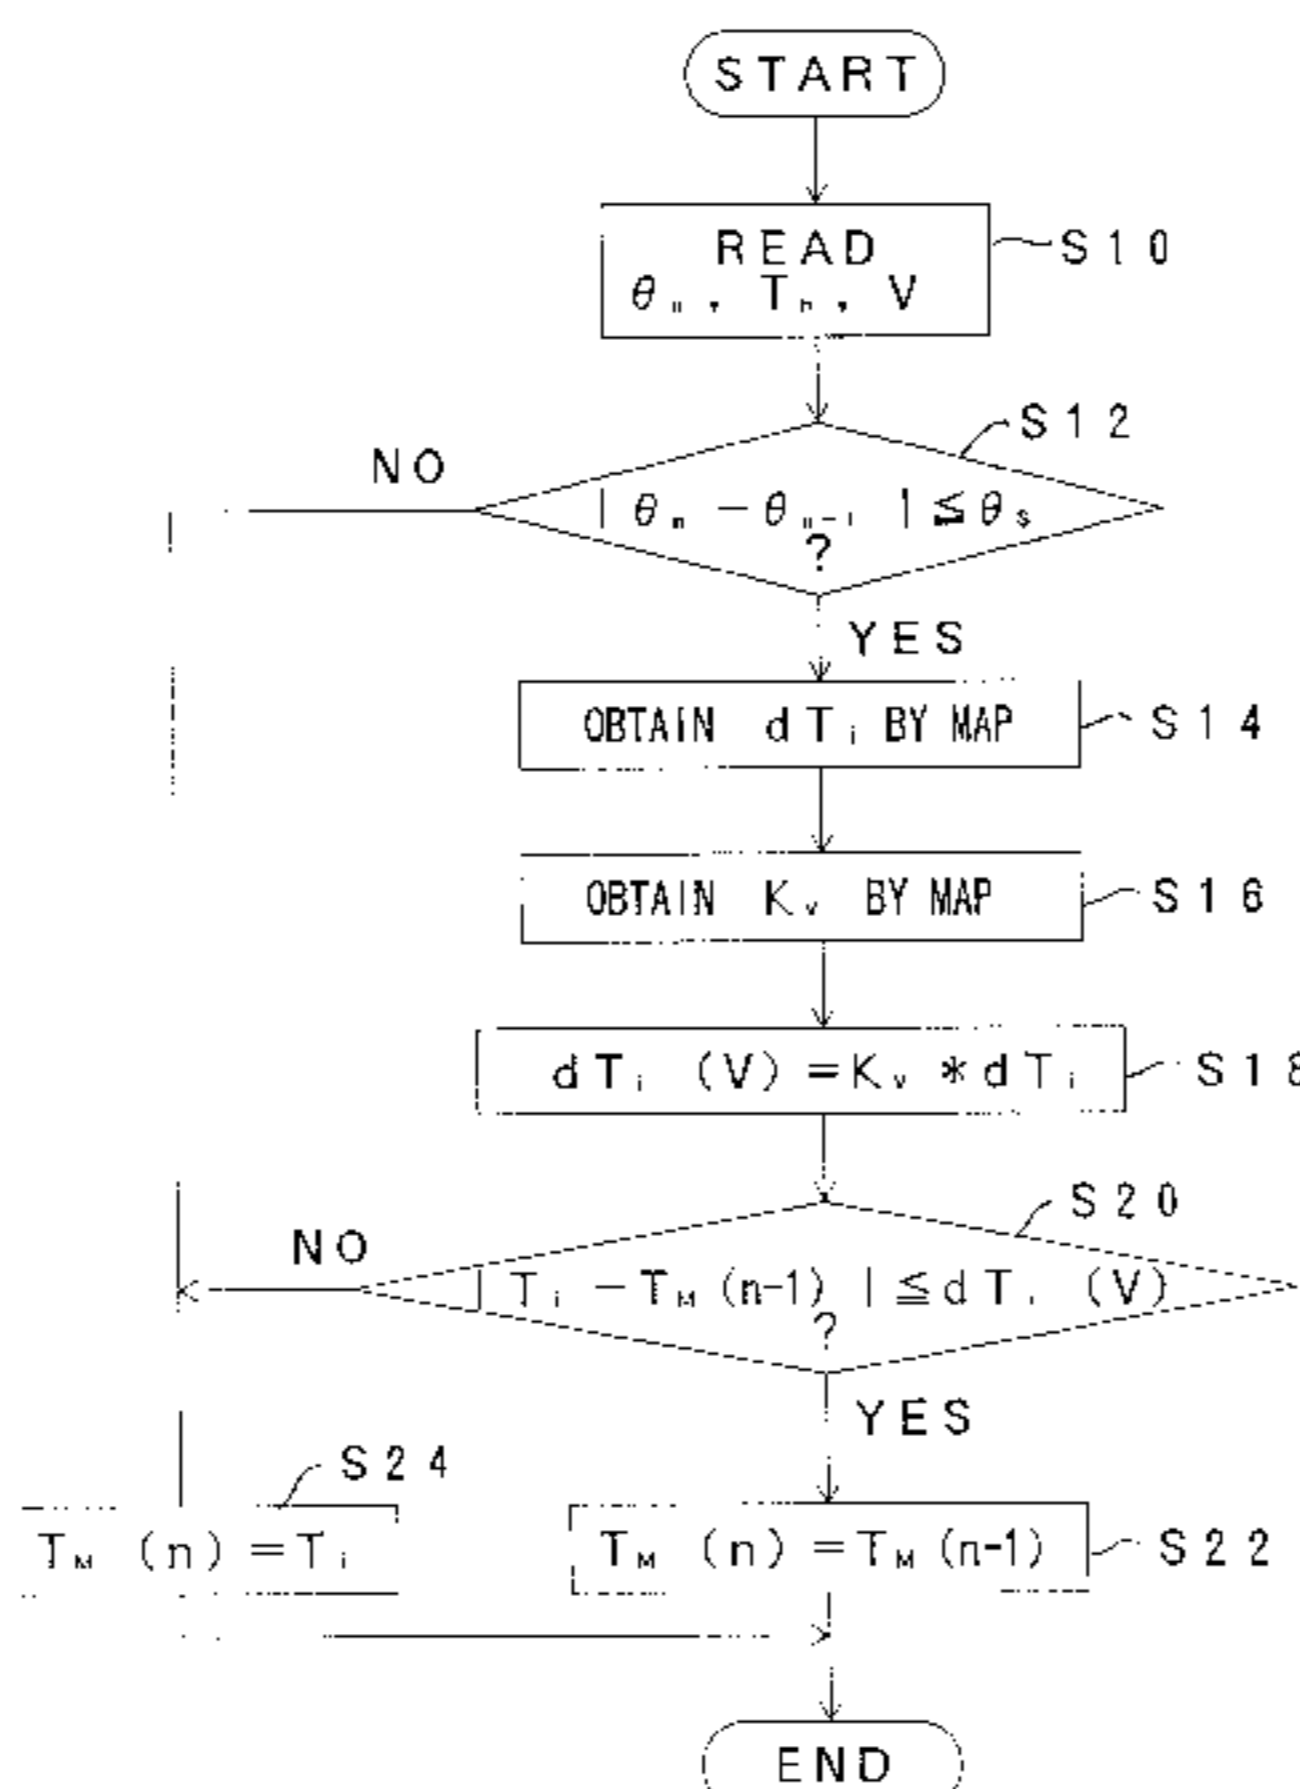 START
READ
θn, Th, V
S10
S12
NO
|θn − θn-1| ≦ θs
?
YES
OBTAIN dTi BY MAP
S14
OBTAIN Kv BY MAP
S16
dTi (V) = Kv * dTi
S18
S20
NO
|Ti − TM (n-1)| ≦ dTi (V)
?
YES
S24
TM (n) = Ti
TM (n) = TM (n-1)
S22
END